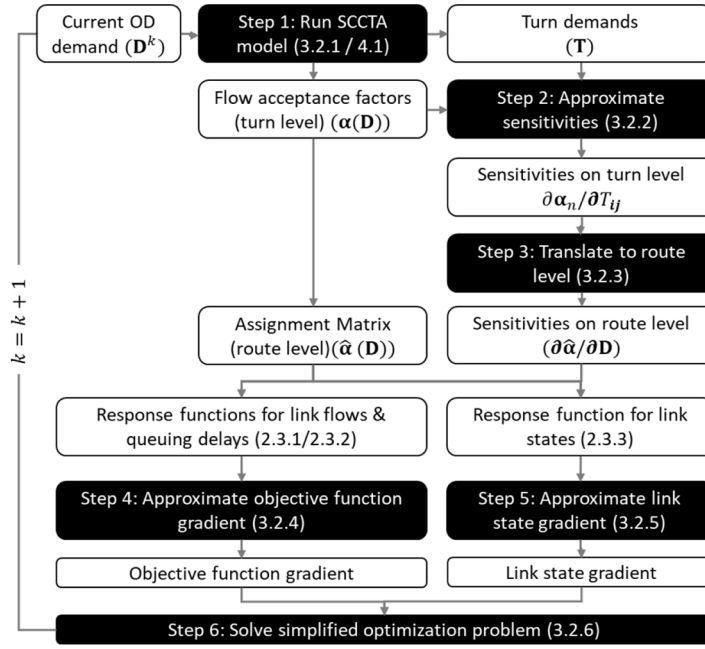 Current OD
demand (𝐃ᵏ)
Step 1: Run SCCTA
model (3.2.1 / 4.1)
Turn demands
(𝐓)
Flow acceptance factors
(turn level) (𝛂(𝐃))
Step 2: Approximate
sensitivities (3.2.2)
Sensitivities on turn level
∂𝛂ₙ/𝛛Tᵢⱼ
Step 3: Translate to route
level (3.2.3)
k = k + 1
Assignment Matrix
(route level)(𝛂̂ (𝐃))
Sensitivities on route level
(𝛛𝛂̂/𝛛𝐃)
Response functions for link flows &
queuing delays (2.3.1/2.3.2)
Response function for link
states (2.3.3)
Step 4: Approximate objective function
gradient (3.2.4)
Step 5: Approximate link
state gradient (3.2.5)
Objective function gradient
Link state gradient
Step 6: Solve simplified optimization problem (3.2.6)